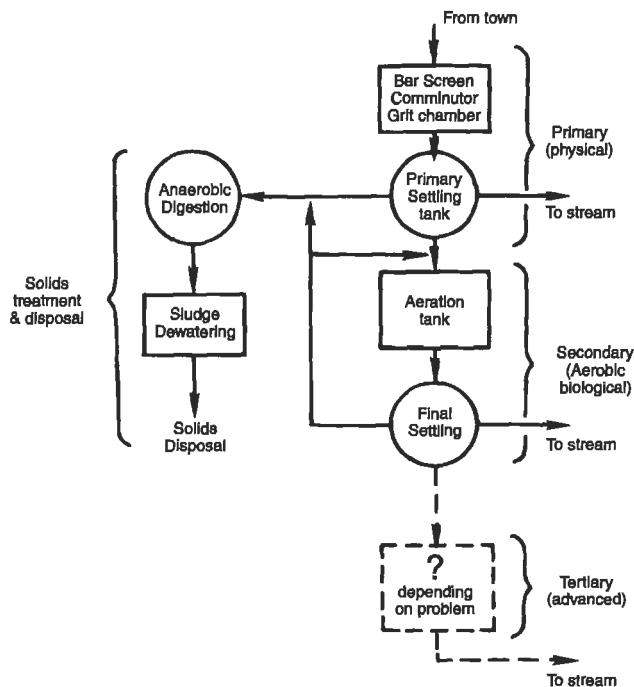 From town
Bar Screen
Comminutor
Grit chamber
Primary
(physical)
Anaerobic
Digestion
Primary
Settling
tank
To stream
Solids
treatment
& disposal
Sludge
Dewatering
Aeration
tank
Secondary
(Aerobic
biological)
Solids
Disposal
Final
Settling
To stream
?
depending
on problem
Tertiary
(advanced)
To stream